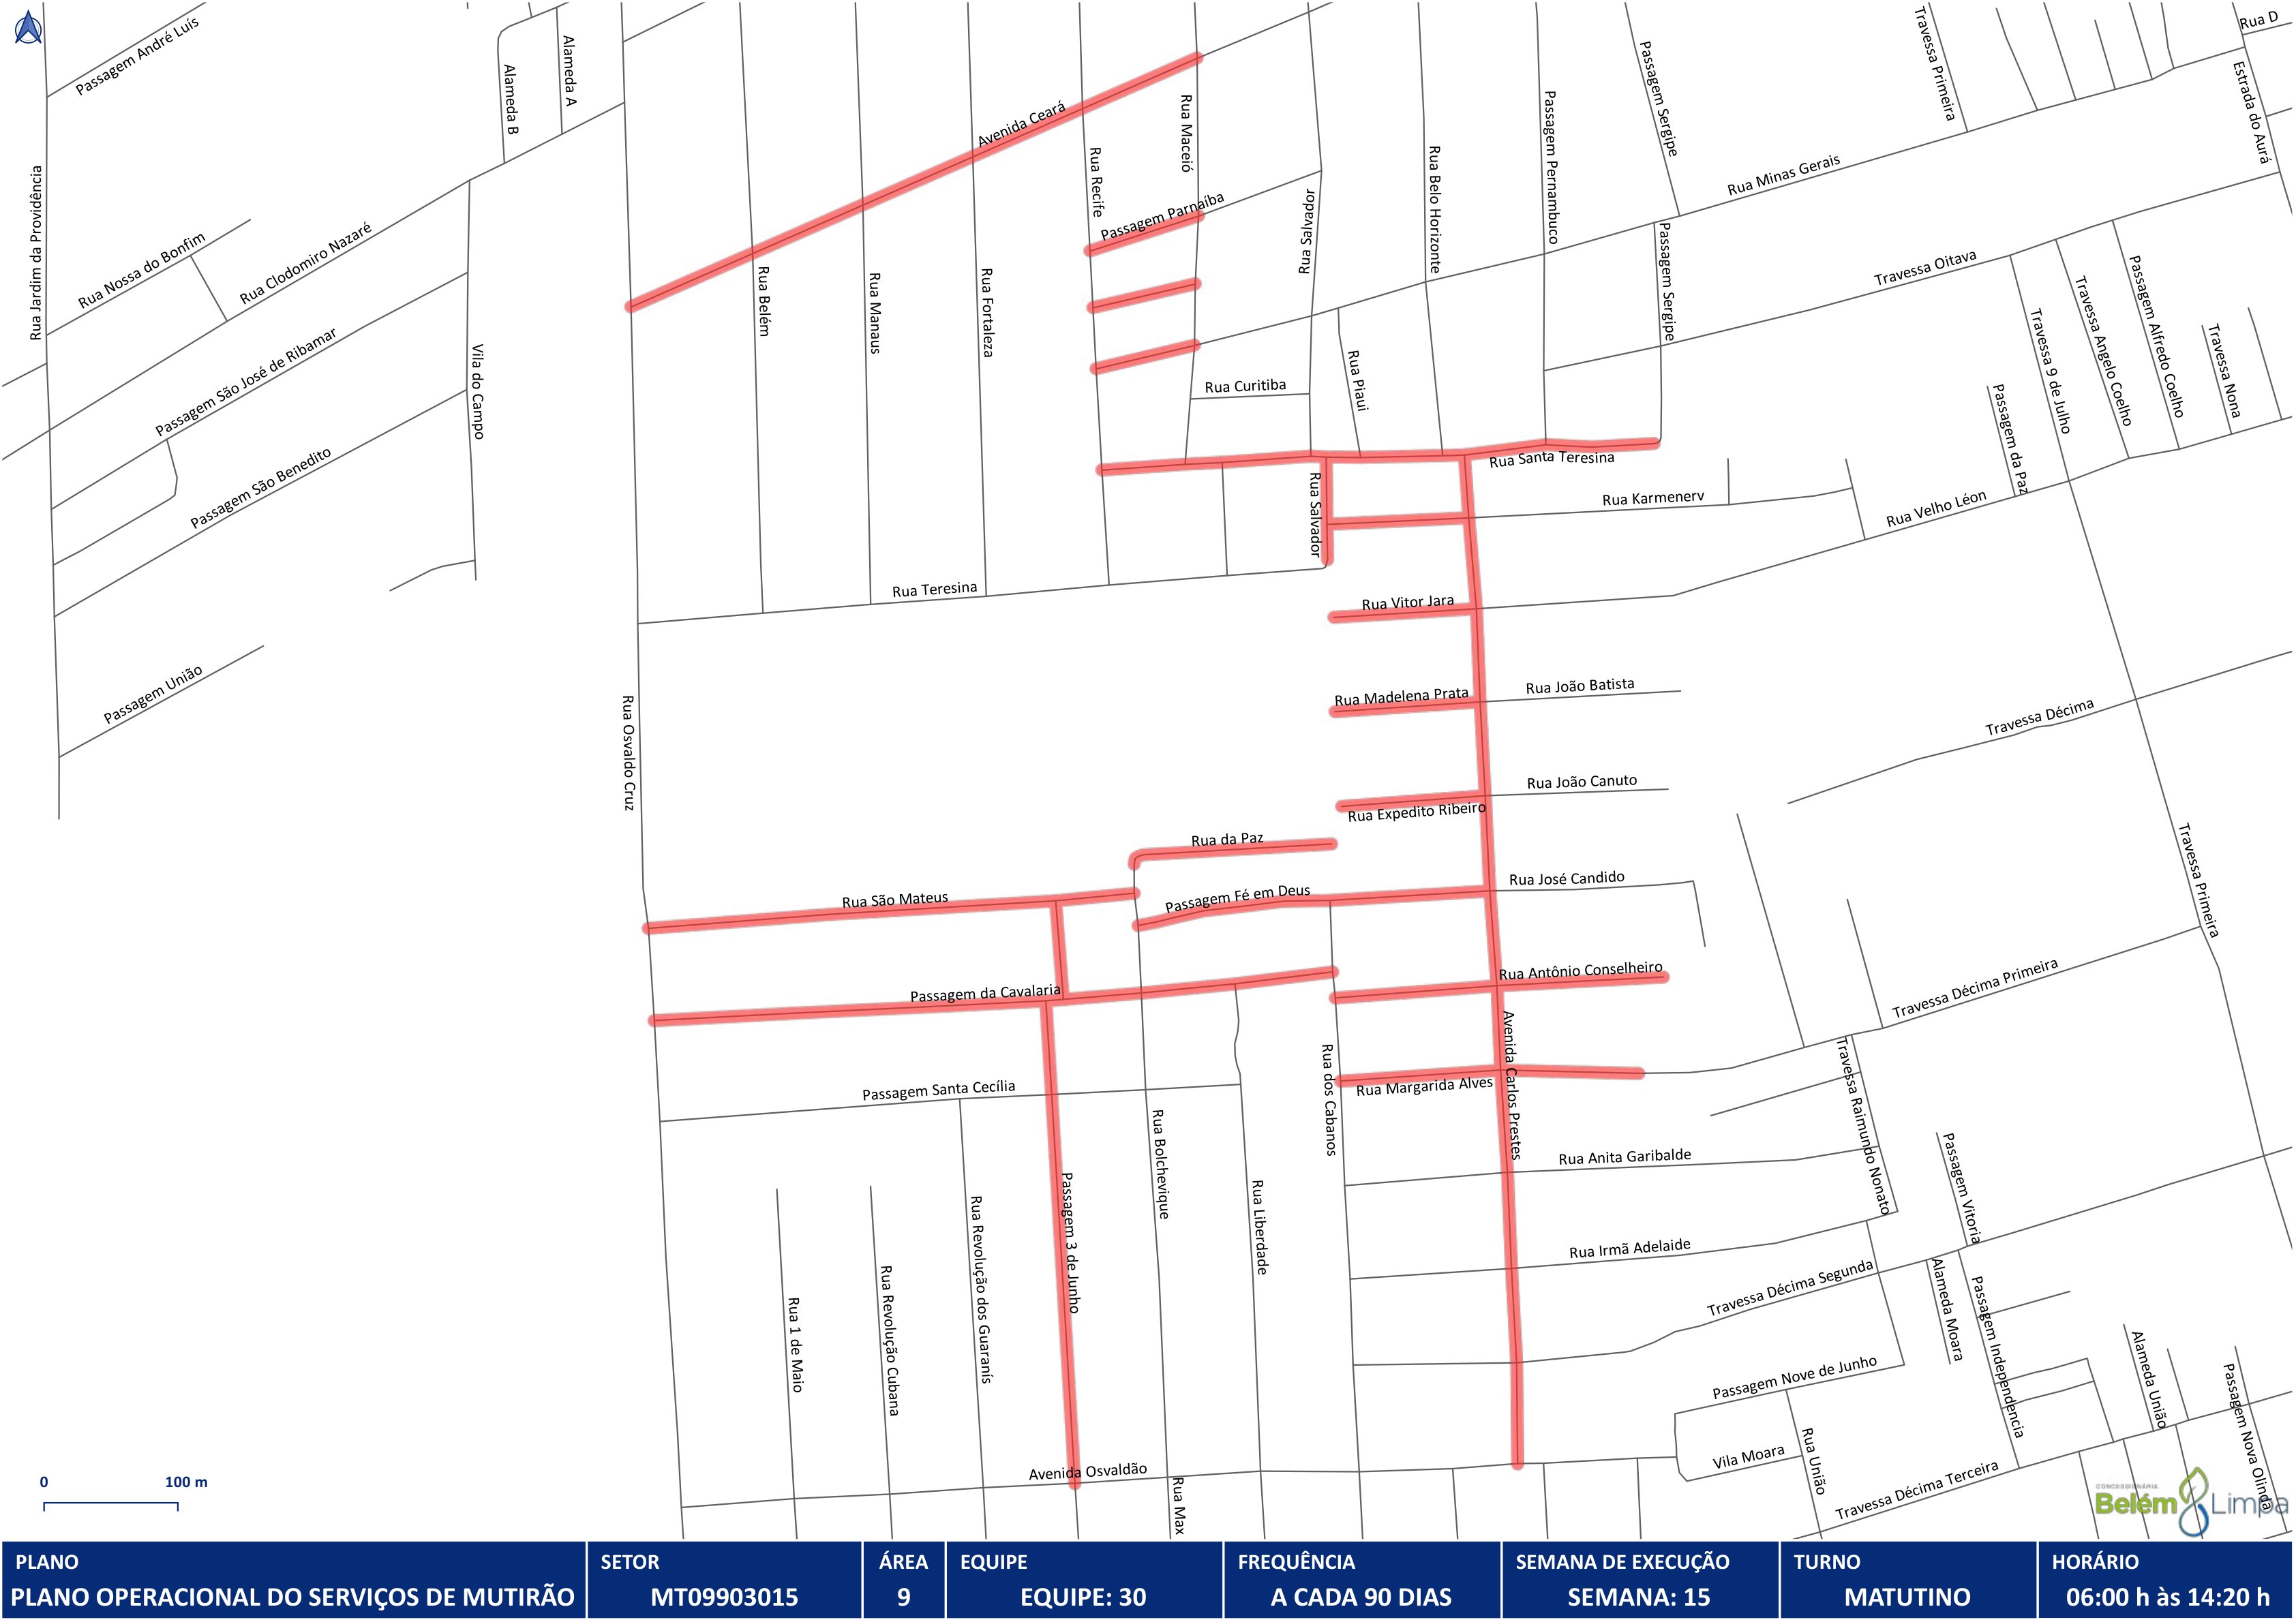 Passagem André Luís
Alameda B
Alameda A
Rua Jardim da Providência
Rua Nossa do Bonfim
Rua Clodomiro Nazaré
Passagem São José de Ribamar
Passagem São Benedito
Vila do Campo
Passagem União
Rua Osvaldo Cruz
Avenida Ceará
Rua Belém
Rua Manaus
Rua Fortaleza
Rua Recife
Rua Maceió
Passagem Parnaíba
Rua Salvador
Rua Belo Horizonte
Passagem Pernambuco
Passagem Sergipe
Passagem Sergipe
Travessa Primeira
Rua D
Estrada do Aurá
Rua Minas Gerais
Travessa Oitava
Travessa 9 de Julho
Travessa Angelo Coelho
Passagem Alfredo Coelho
Travessa Nona
Passagem da Paz
Rua Curitiba
Rua Piaui
Rua Santa Teresina
Rua Salvador
Rua Karmenerv
Rua Velho Léon
Rua Teresina
Rua Vitor Jara
Rua Madelena Prata
Rua João Batista
Travessa Décima
Rua João Canuto
Rua Expedito Ribeiro
Rua da Paz
Travessa Primeira
Rua São Mateus
Passagem Fé em Deus
Rua José Candido
Passagem da Cavalaria
Rua Antônio Conselheiro
Travessa Décima Primeira
Avenida Carlos Prestes
Rua dos Cabanos
Rua Margarida Alves
Travessa Raimundo Nonato
Passagem Santa Cecília
Rua Bolchevique
Rua Anita Garibalde
Passagem Vitoria
Passagem 3 de Junho
Rua Liberdade
Rua Revolução dos Guaranís
Rua Revolução Cubana
Rua 1 de Maio
Rua Irmã Adelaide
Travessa Décima Segunda
Alameda Moara
Passagem Independencia
Passagem Nove de Junho
Alameda União
Passagem Nova Olinda
Vila Moara
Rua União
Travessa Décima Terceira
Avenida Osvaldão
Rua Max
0 100 m
CONCESSIONÁRIA
Belém Limpa
PLANO
PLANO OPERACIONAL DO SERVIÇOS DE MUTIRÃO
SETOR
MT09903015
ÁREA
9
EQUIPE
EQUIPE: 30
FREQUÊNCIA
A CADA 90 DIAS
SEMANA DE EXECUÇÃO
SEMANA: 15
TURNO
MATUTINO
HORÁRIO
06:00 h às 14:20 h